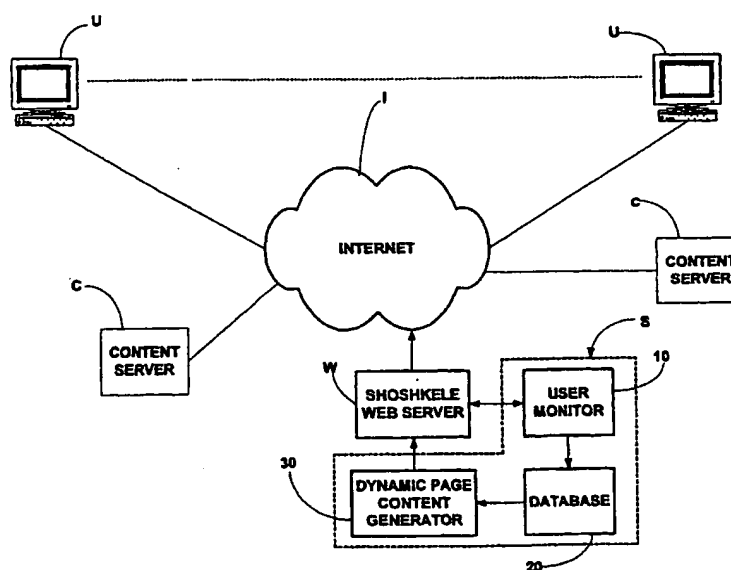 U
U
I
INTERNET
C
CONTENT
SERVER
C
CONTENT
SERVER
S
W
SHOSHKELE
WEB SERVER
10
USER
MONITOR
30
DYNAMIC PAGE
CONTENT
GENERATOR
DATABASE
20